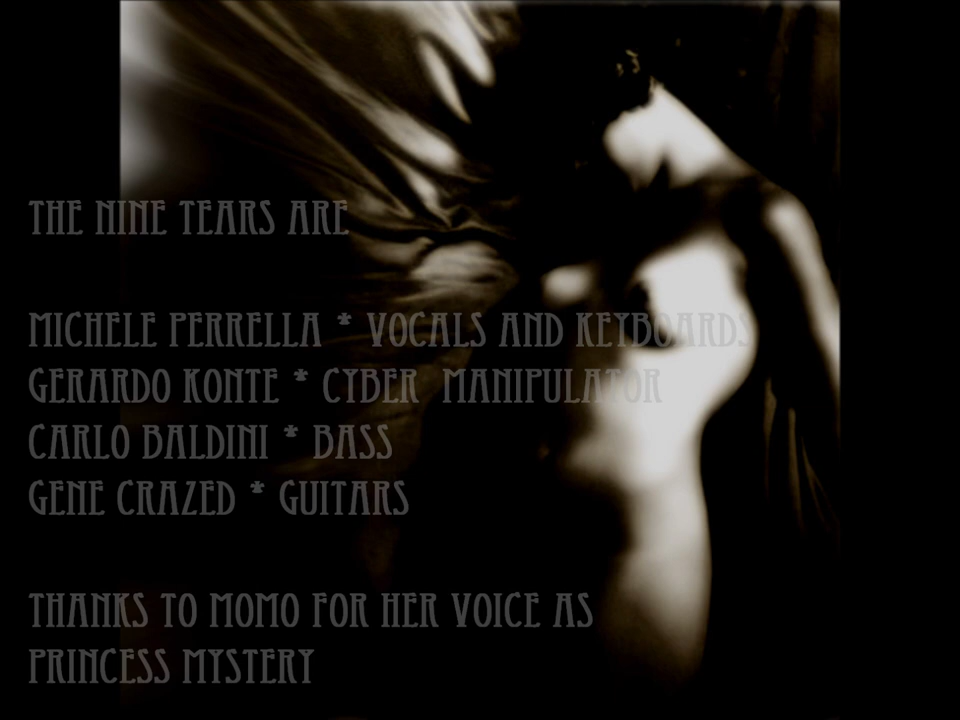 THE NINE TEARS ARE
MICHELE PERRELLA * VOCALS AND KEYBOARDS
GERARDO KONTE * CYBER MANIPULATOR
CARLO BALDINI * BASS
GENE CRAZED * GUITARS
THANKS TO MOMO FOR HER VOICE AS
PRINCESS MYSTERY